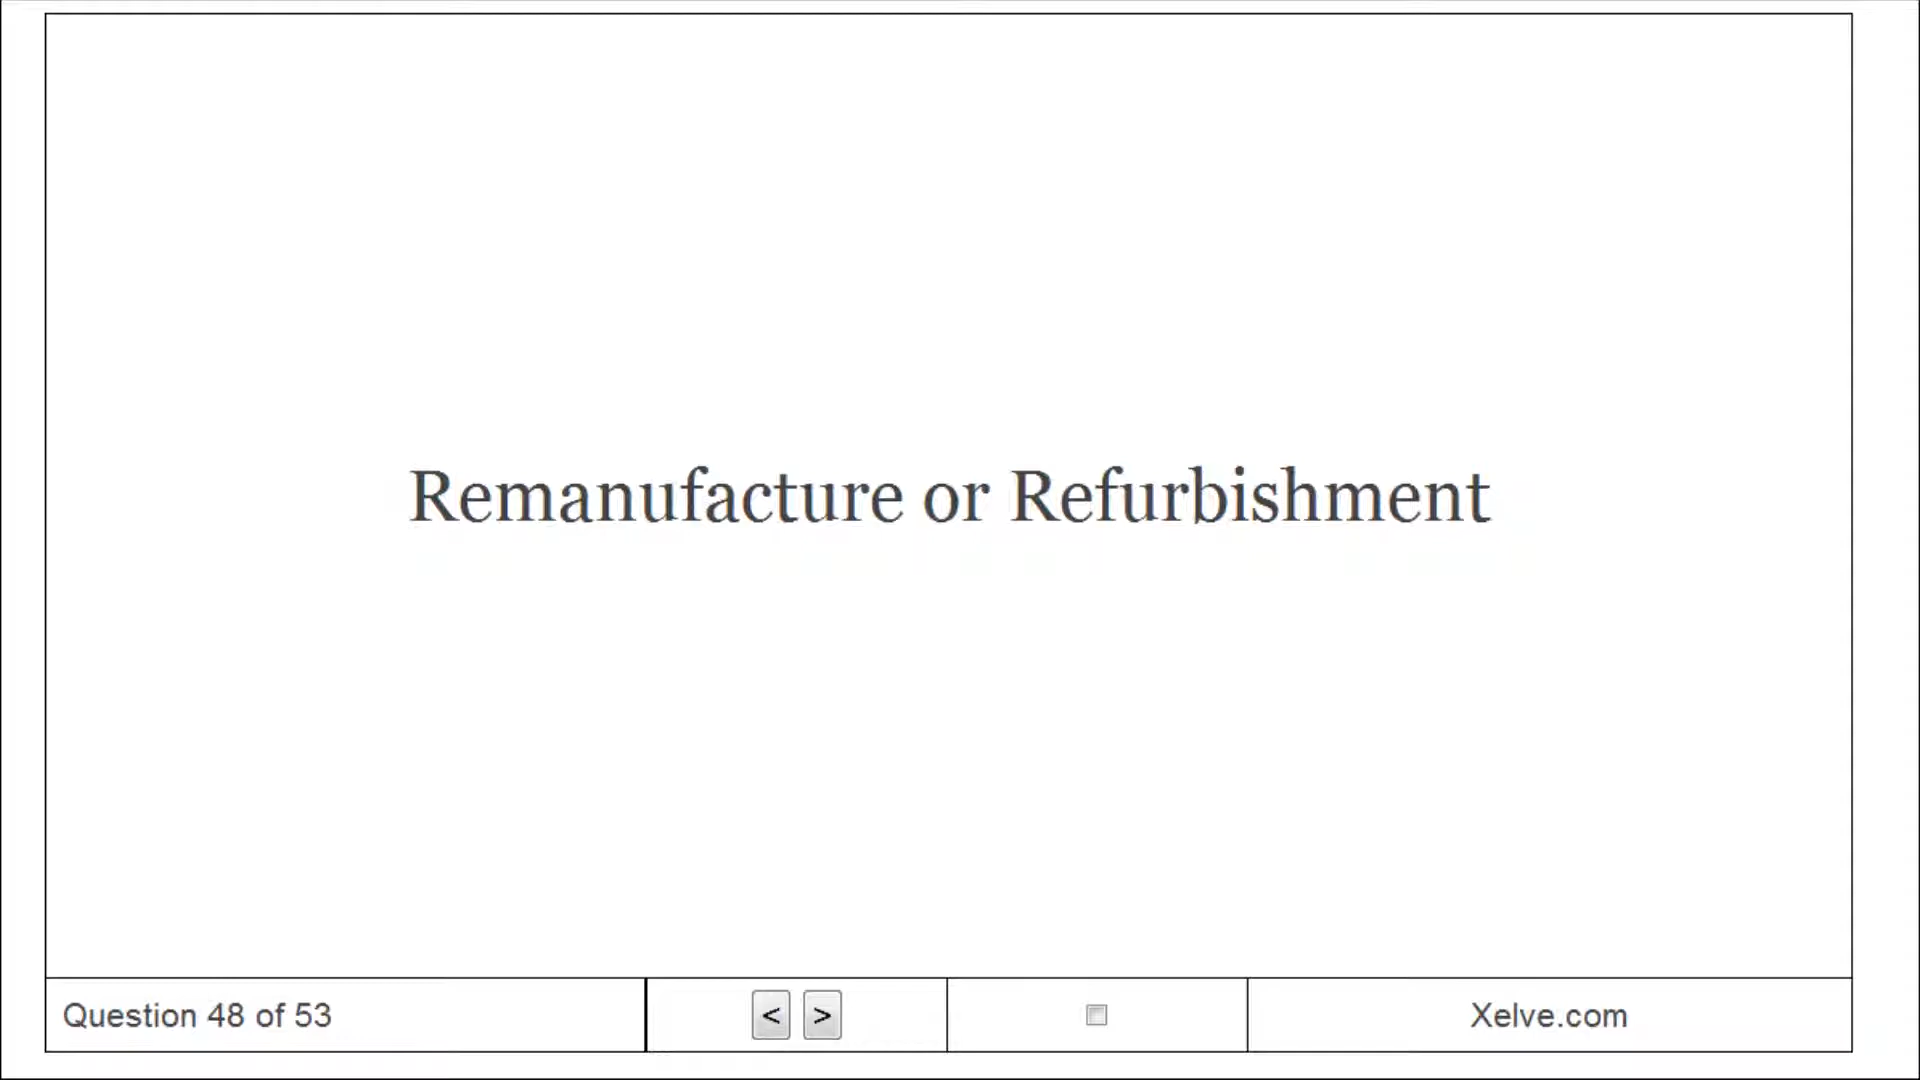 Remanufacture or Refurbishment
Question 48 of 53
<
>
Xelve.com